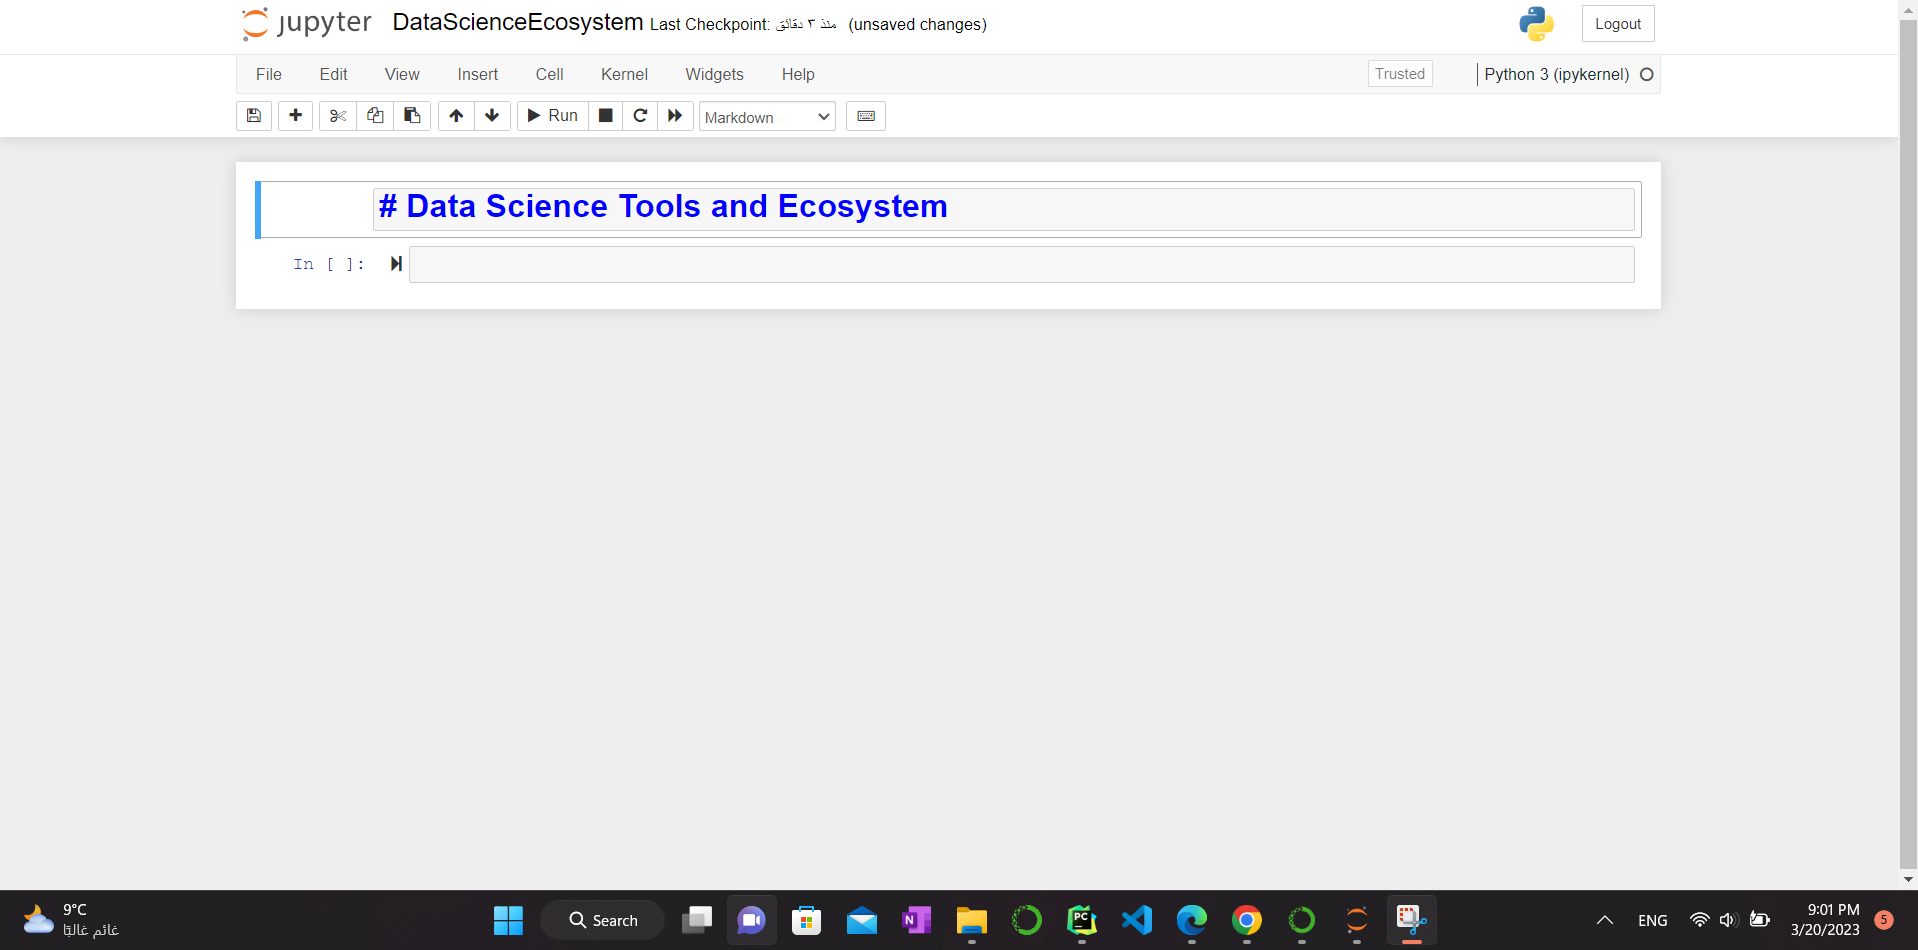 jupyter DataScienceEcosystem Last Checkpoint: منذ ٣ دقائق (unsaved changes) Logout
File Edit View Insert Cell Kernel Widgets Help Trusted Python 3 (ipykernel)
Run Markdown
# Data Science Tools and Ecosystem
In [ ]:
9°C
غائم غالبًا
Search
N
PC
ENG
9:01 PM
3/20/2023
5